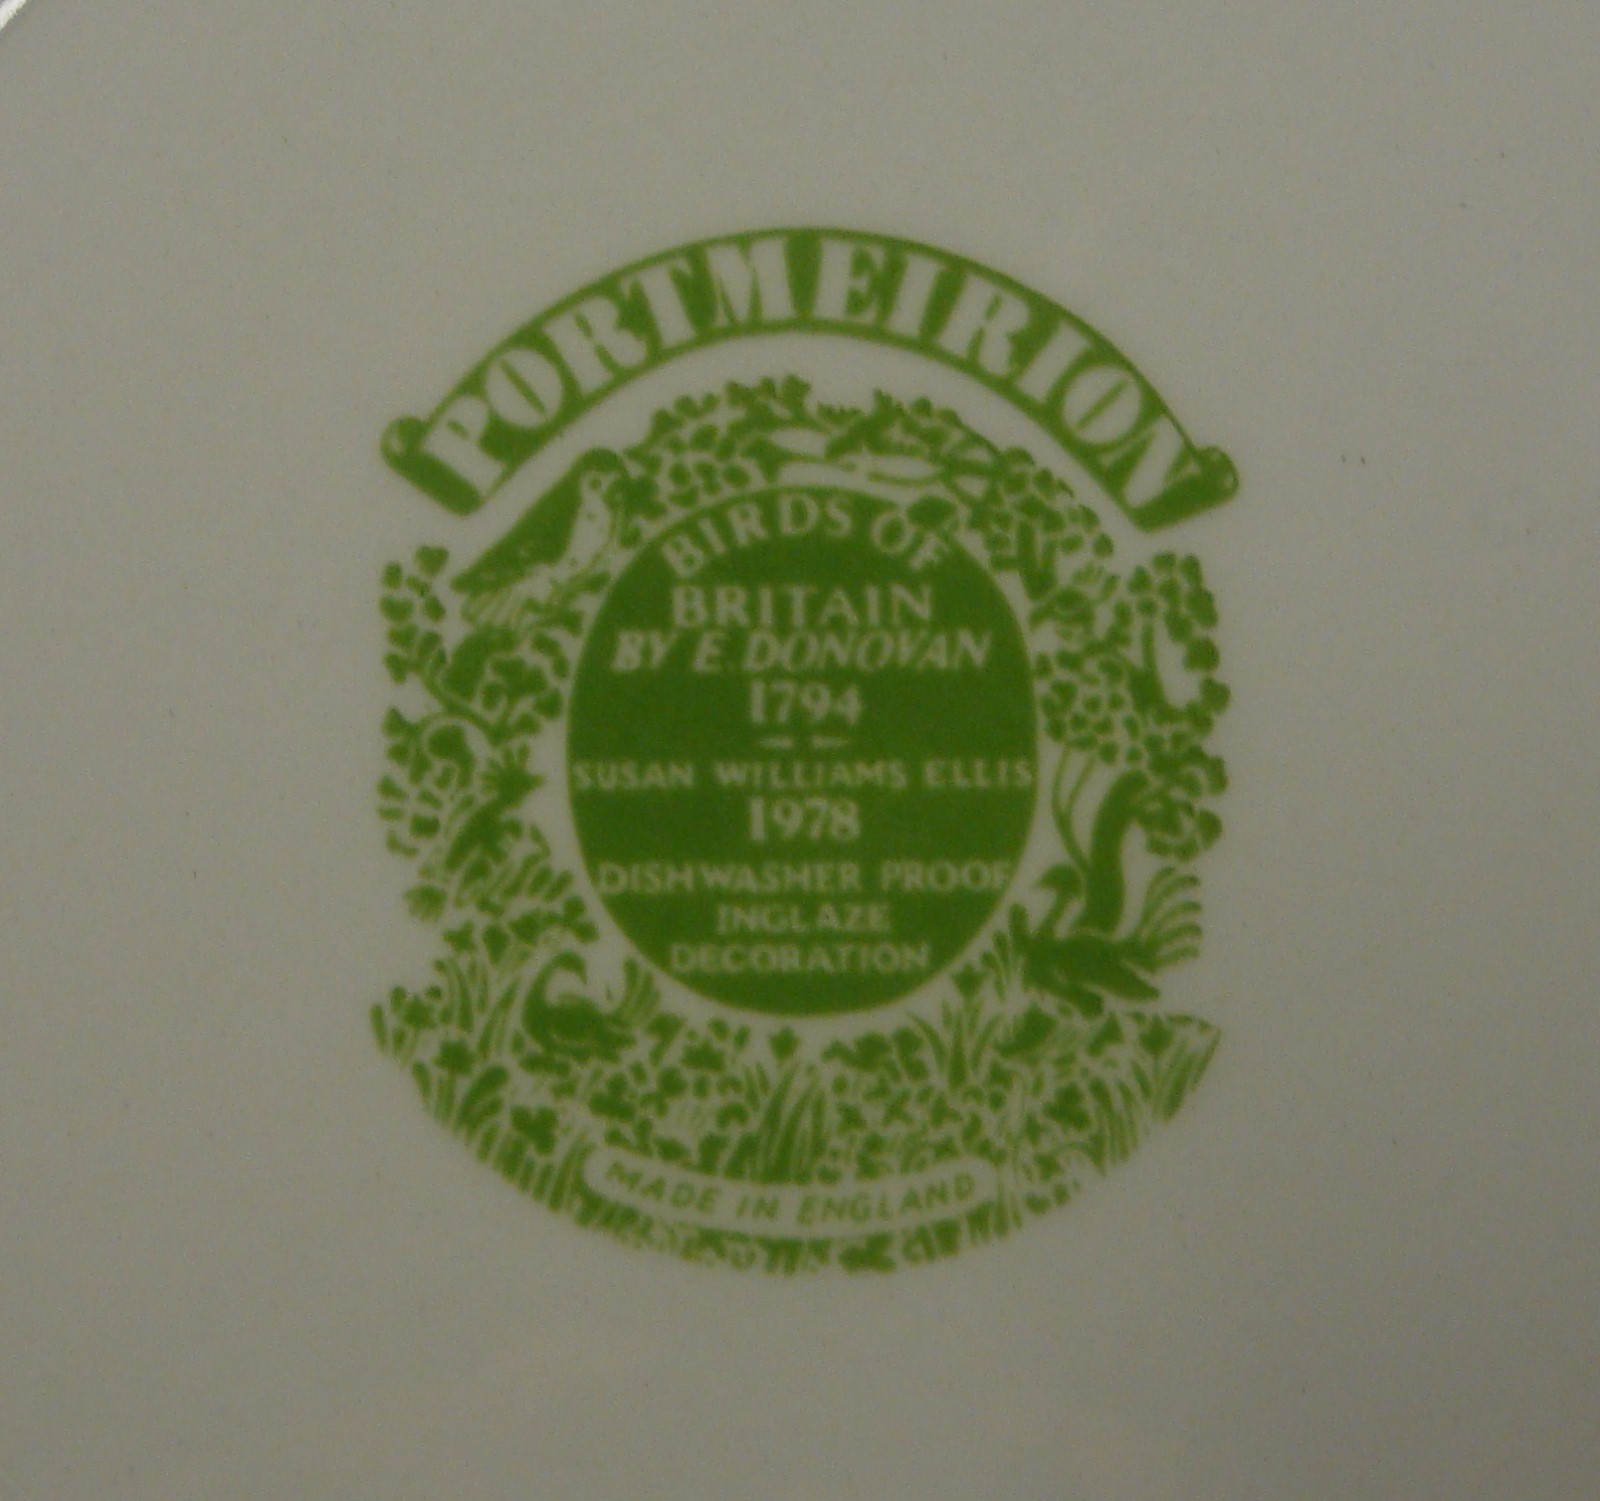 PORTMEIRION
BIRDS OF
BRITAIN
BY E. DONOVAN
1794
SUSAN WILLIAMS ELLIS
1978
DISHWASHER PROOF
INGLAZE
DECORATION
MADE IN ENGLAND